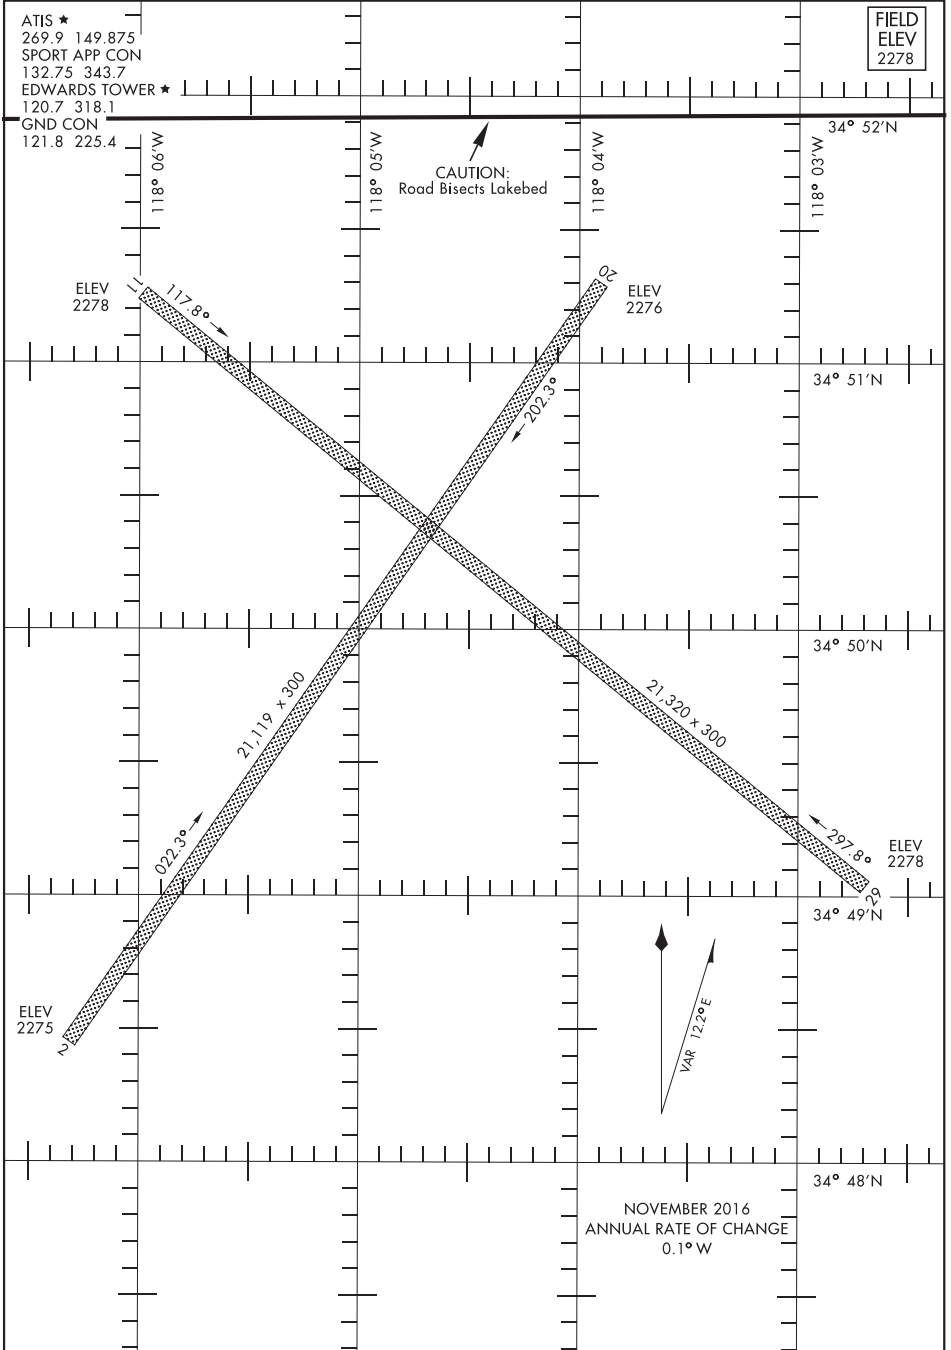 ATIS ★
269.9 149.875
SPORT APP CON
132.75 343.7
EDWARDS TOWER ★
120.7 318.1
GND CON
121.8 225.4
FIELD
ELEV
2278
34° 52'N
118° 06'W
118° 05'W
118° 04'W
118° 03'W
CAUTION:
Road Bisects Lakebed
ELEV
2278
11
117.8°
20
ELEV
2276
34° 51'N
202.3°
34° 50'N
21,119 x 300
21,320 x 300
022.3°
297.8°
ELEV
2278
29
34° 49'N
ELEV
2275
2
VAR 12.2° E
34° 48'N
NOVEMBER 2016
ANNUAL RATE OF CHANGE
0.1° W